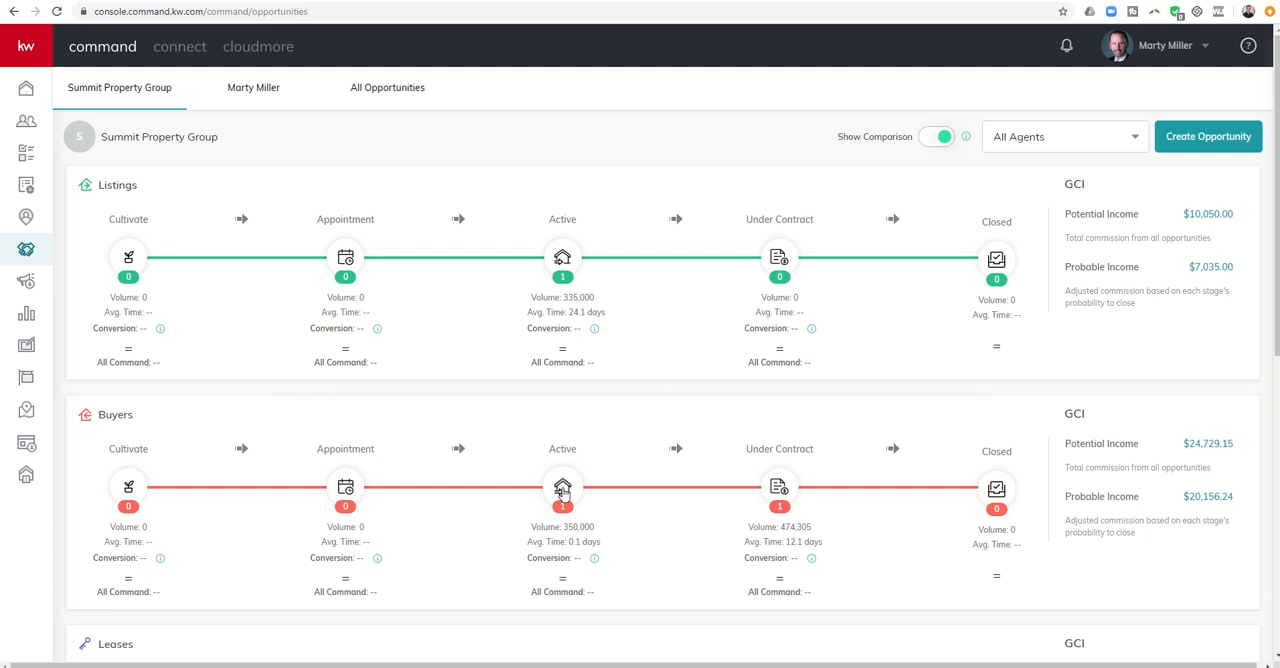 console.command.kw.com/command/opportunities
kw command connect cloudmore Marty Miller
Summit Property Group Marty Miller All Opportunities
S Summit Property Group Show Comparison All Agents Create Opportunity
Listings GCI
Cultivate Appointment Active Under Contract Closed
Potential Income $10,050.00
Total commission from all opportunities
0 0 1 0 0
Probable Income $7,035.00
Adjusted commission based on each stage's
probability to close
Volume: 0 Volume: 0 Volume: 335,000 Volume: 0 Volume: 0
Avg. Time: -- Avg. Time: -- Avg. Time: 24.1 days Avg. Time: -- Avg. Time: --
Conversion: -- Conversion: -- Conversion: -- Conversion: --
= = = = =
All Command: -- All Command: -- All Command: -- All Command: --
Buyers GCI
Cultivate Appointment Active Under Contract Closed
Potential Income $24,729.15
Total commission from all opportunities
0 0 1 1 0
Probable Income $20,156.24
Adjusted commission based on each stage's
probability to close
Volume: 0 Volume: 0 Volume: 350,000 Volume: 474,305 Volume: 0
Avg. Time: -- Avg. Time: -- Avg. Time: 0.1 days Avg. Time: 12.1 days Avg. Time: --
Conversion: -- Conversion: -- Conversion: -- Conversion: --
= = = = =
All Command: -- All Command: -- All Command: -- All Command: --
Leases GCI